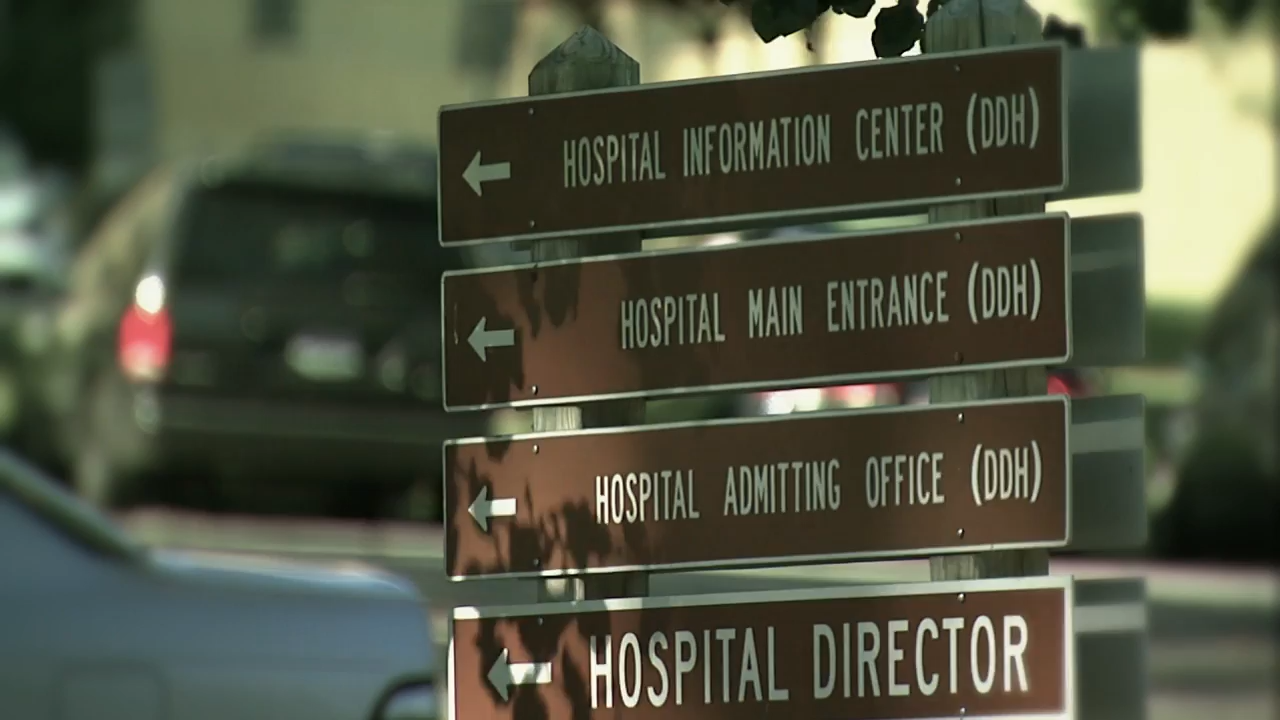 HOSPITAL INFORMATION CENTER (DDH)
HOSPITAL MAIN ENTRANCE (DDH)
HOSPITAL ADMITTING OFFICE (DDH)
HOSPITAL DIRECTOR